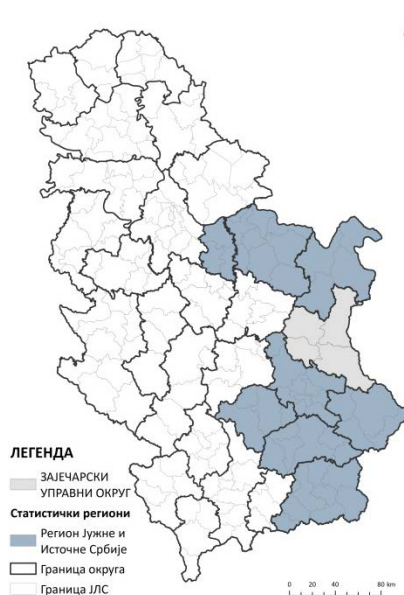 ЛЕГЕНДА
ЗАЈЕЧАРСКИ
УПРАВНИ ОКРУГ
Статистички региони
Регион Јужне и
Источне Србије
Граница округа
Граница ЈЛС
0 20 40 80 km